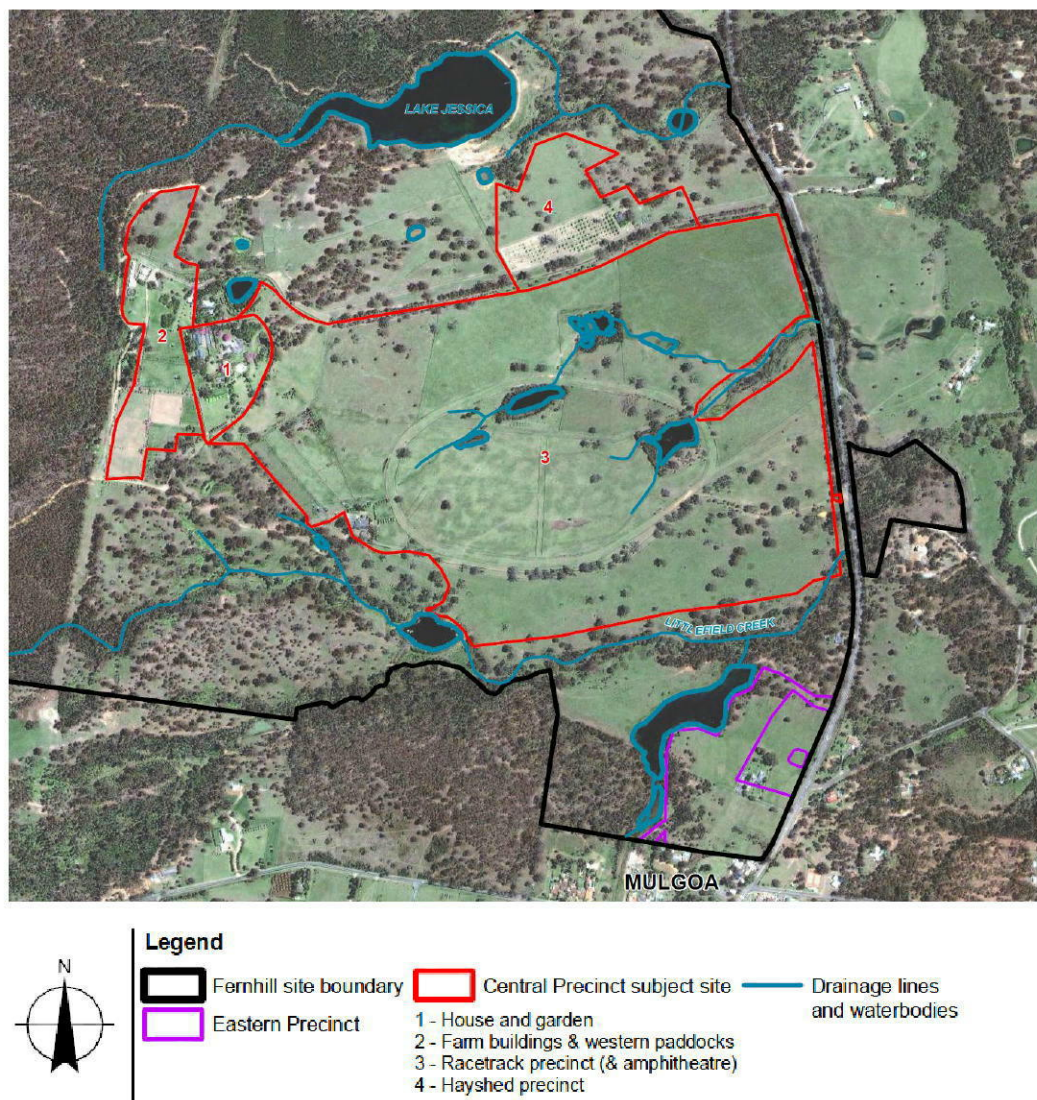 LAKE JESSICA
4
2
1
3
LITTLEFIELD CREEK
MULGOA
Legend
N
Fernhill site boundary
Central Precinct subject site
Drainage lines
and waterbodies
Eastern Precinct
1 - House and garden
2 - Farm buildings & western paddocks
3 - Racetrack precinct (& amphitheatre)
4 - Hayshed precinct